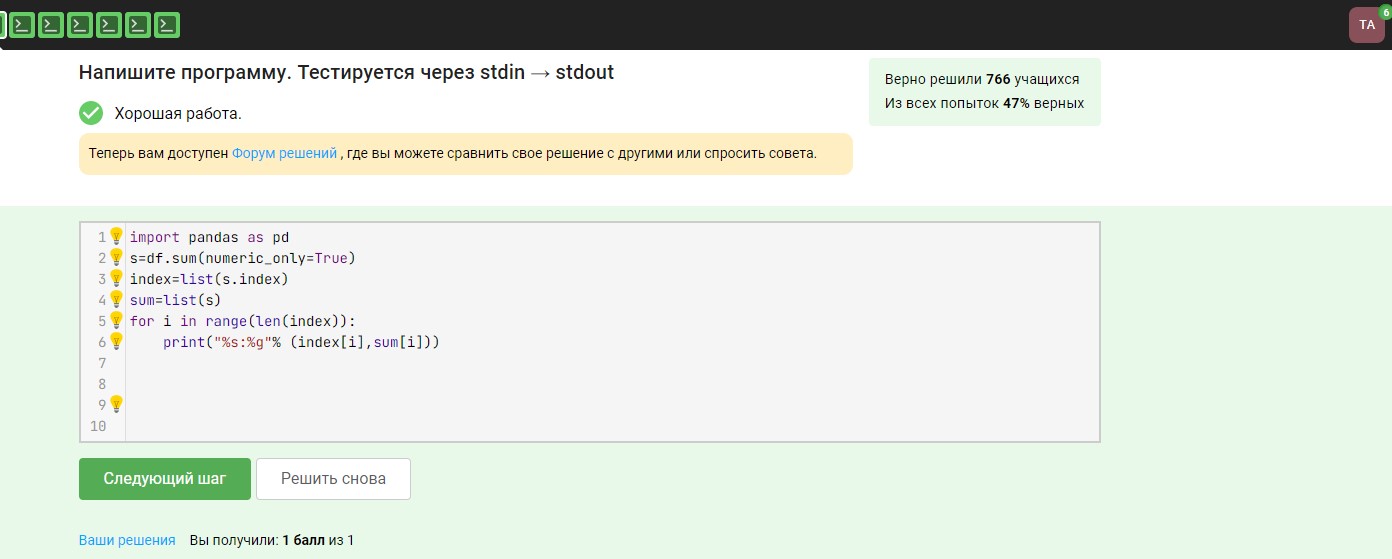 TA
6
Напишите программу. Тестируется через stdin → stdout
Хорошая работа.
Теперь вам доступен Форум решений , где вы можете сравнить свое решение с другими или спросить совета.
Верно решили 766 учащихся
Из всех попыток 47% верных
1 import pandas as pd
2 s=df.sum(numeric_only=True)
3 index=list(s.index)
4 sum=list(s)
5 for i in range(len(index)):
6     print("%s:%g"% (index[i],sum[i]))
7
8
9
10
Следующий шаг
Решить снова
Ваши решения Вы получили: 1 балл из 1